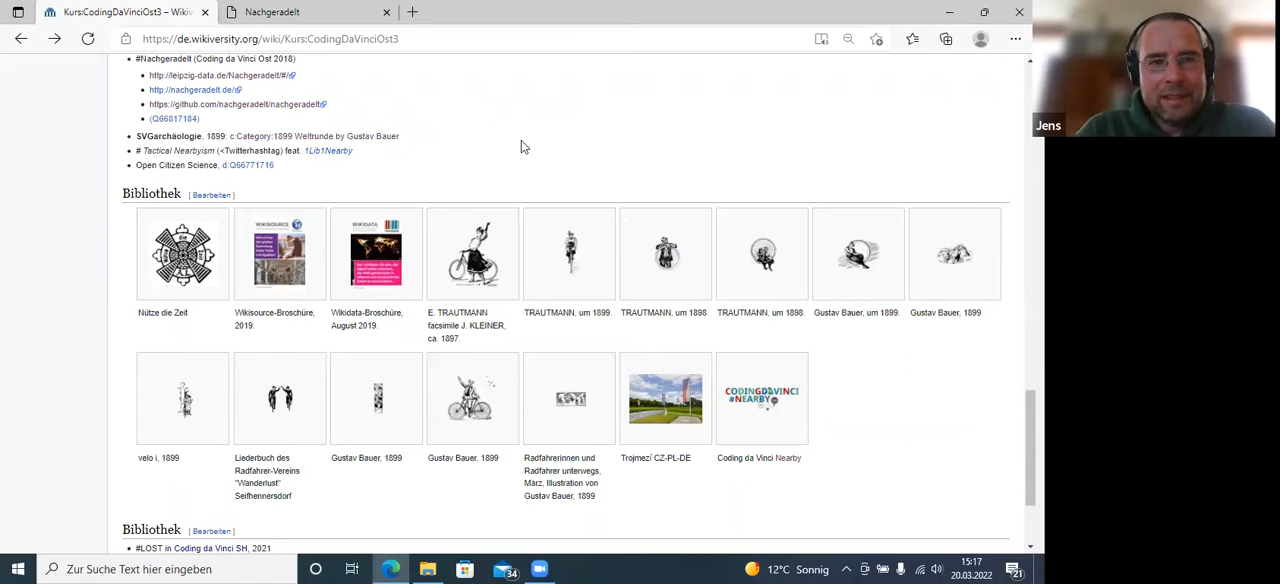 Kurs:CodingDaVinciOst3 – Wikiv
Nachgeradelt
https://de.wikiversity.org/wiki/Kurs:CodingDaVinciOst3
#Nachgeradelt (Coding da Vinci Ost 2018)
http://leipzig-data.de/Nachgeradelt/#/
http://nachgeradelt.de/
https://github.com/nachgeradelt/nachgeradelt
(Q66817184)
SVGarchäologie, 1899: c:Category:1899 Weltrunde by Gustav Bauer
# Tactical Nearbyism (<Twitterhashtag) feat. 1Lib1Nearby
Open Citizen Science, d:Q66771716
Bibliothek [ Bearbeiten ]
die
Zeit
WIKISOURCE
WIKIDATA
Nütze die Zeit
Wikisource-Broschüre,
2019.
Wikidata-Broschüre,
August 2019.
E. TRAUTMANN
facsimile J. KLEINER,
ca. 1897.
TRAUTMANN, um 1899.
TRAUTMANN, um 1898.
TRAUTMANN, um 1898.
Gustav Bauer, um 1899.
Gustav Bauer, 1899
CODINGDAVINCI
#NEARBY
velo i, 1899
Liederbuch des
Radfahrer-Vereins
"Wanderlust"
Seifhennersdorf
Gustav Bauer, 1899
Gustav Bauer, 1899
Radfahrerinnen und
Radfahrer unterwegs,
März, Illustration von
Gustav Bauer, 1899
Trojmezí CZ-PL-DE
Coding da Vinci Nearby
Bibliothek [ Bearbeiten ]
#LOST in Coding da Vinci SH, 2021
Jens
Zur Suche Text hier eingeben
34
12°C Sonnig
15:17
20.03.2022
21